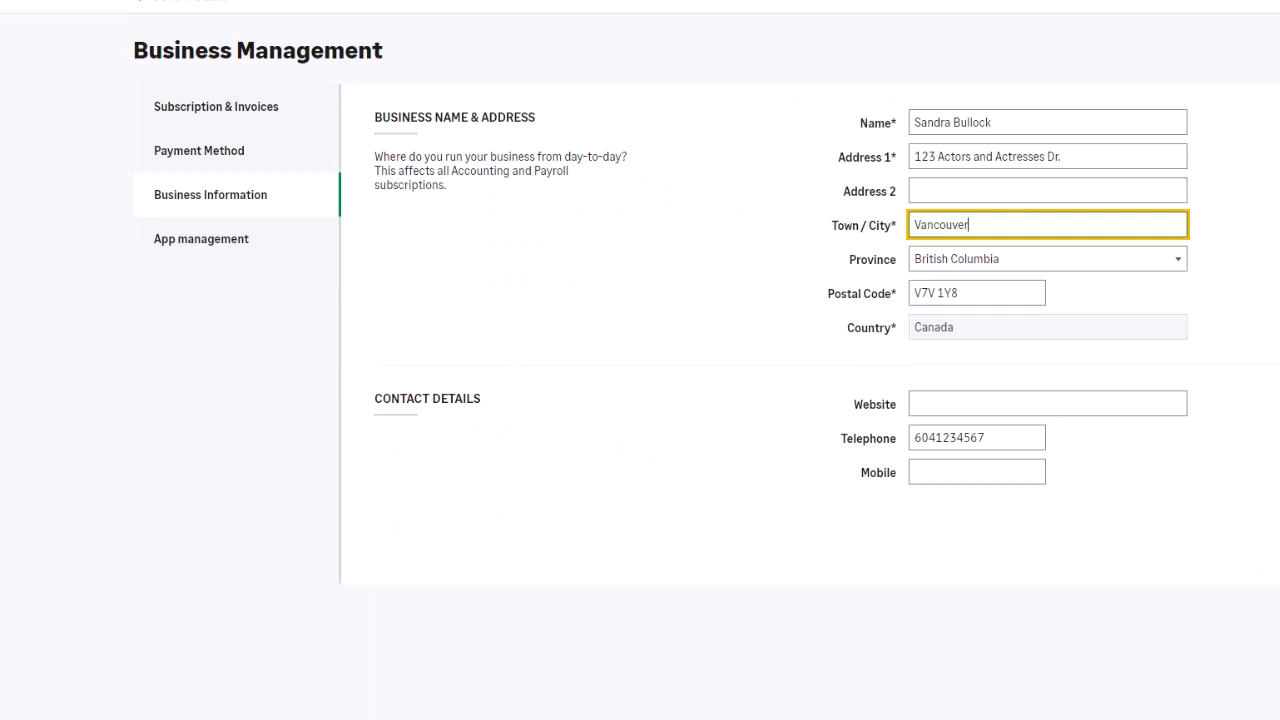 Business Management
Subscription & Invoices
Payment Method
Business Information
App management
BUSINESS NAME & ADDRESS
Where do you run your business from day-to-day?
This affects all Accounting and Payroll
subscriptions.
Name* Sandra Bullock
Address 1* 123 Actors and Actresses Dr.
Address 2
Town / City* Vancouver
Province British Columbia
Postal Code* V7V 1Y8
Country* Canada
CONTACT DETAILS
Website
Telephone 6041234567
Mobile